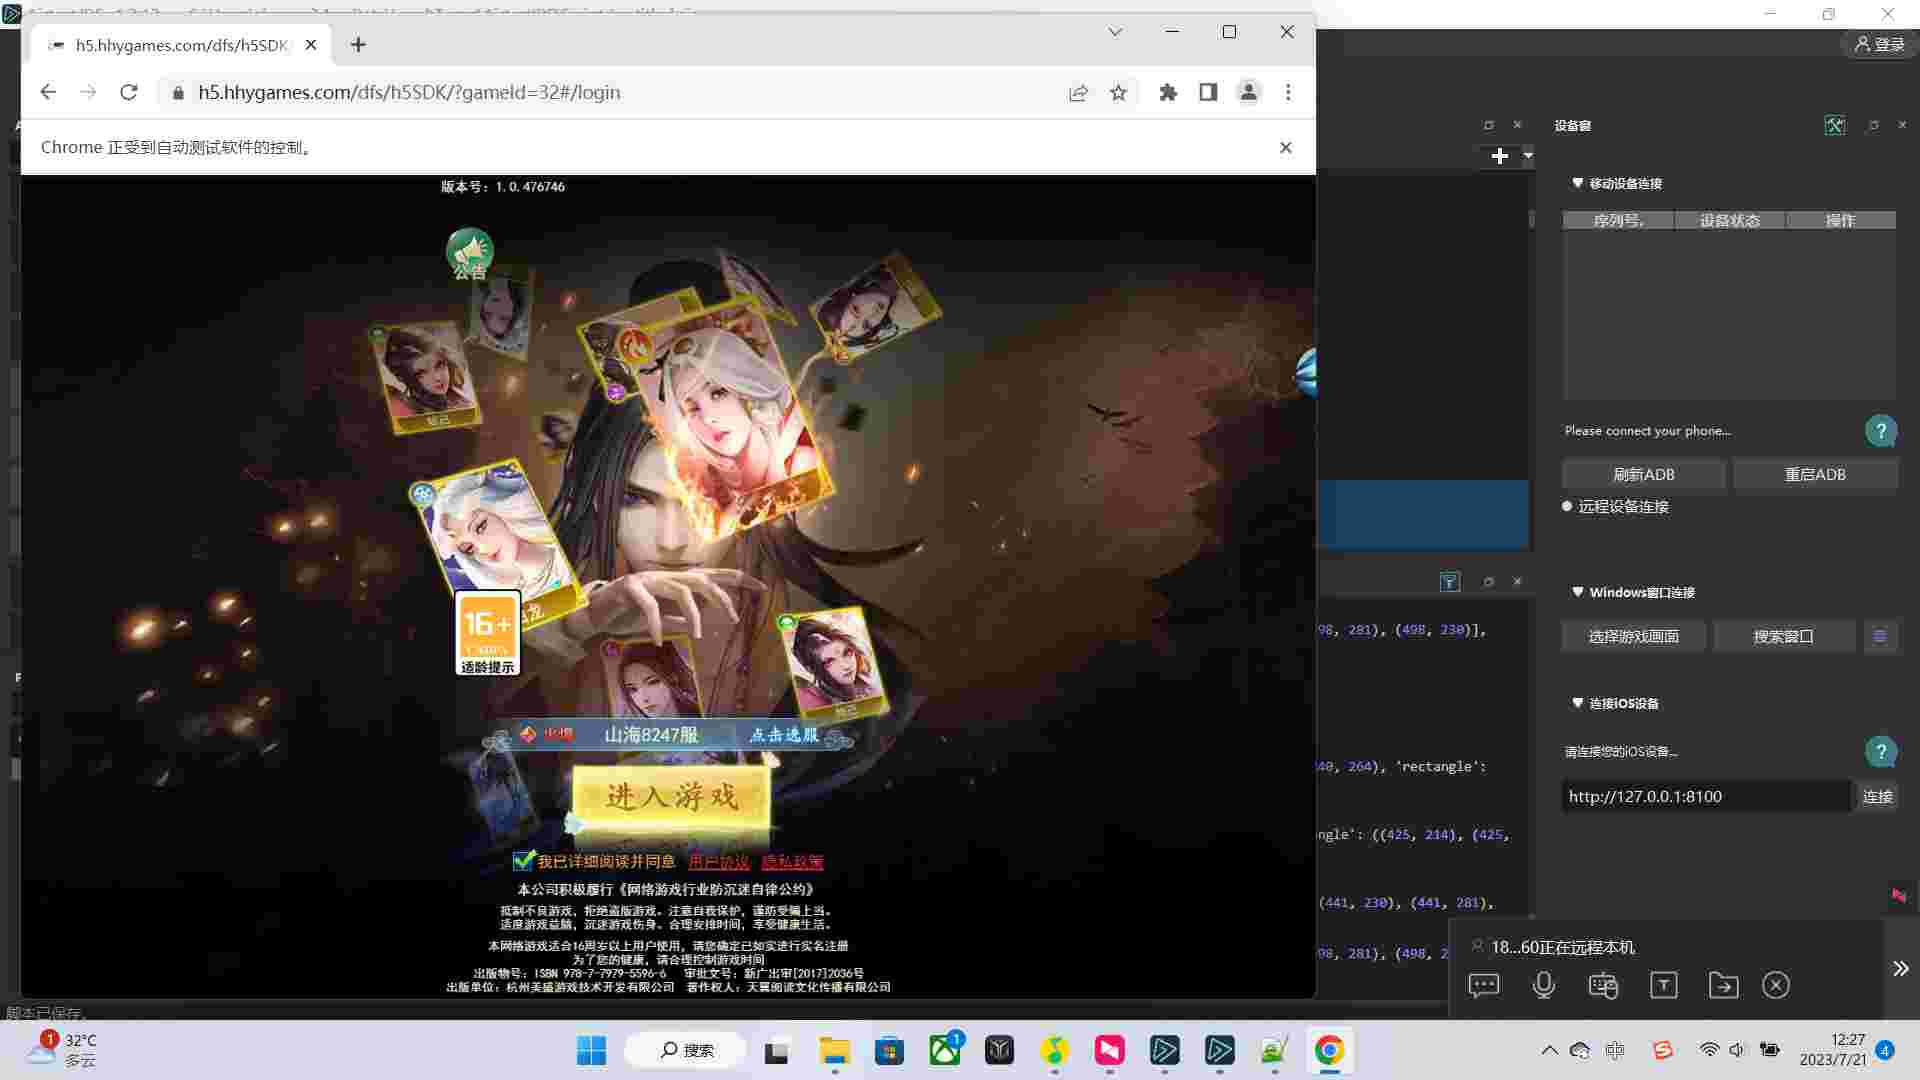 h5.hhygames.com/dfs/h5SDK
h5.hhygames.com/dfs/h5SDK/?gameId=32#/login
Chrome 正受到自动测试软件的控制。
版本号: 1.0.476746
公告
16+
适龄提示
火爆
山海8247服
点击选服
进入游戏
我已详细阅读并同意 用户协议 隐私政策
本公司积极履行《网络游戏行业防沉迷自律公约》
抵制不良游戏, 拒绝盗版游戏。注意自我保护, 谨防受骗上当。
适度游戏益脑, 沉迷游戏伤身。合理安排时间, 享受健康生活。
本网络游戏适合16周岁以上用户使用, 请您确定已如实进行实名注册
为了您的健康, 请合理控制游戏时间
出版物号: ISBN 978-7-7979-5596-6 审批文号: 新广出审[2017]2036号
出版单位: 杭州美盛游戏技术开发有限公司 著作权人: 天翼阅读文化传播有限公司
98, 281), (498, 230)],
40, 264), 'rectangle':
ngle': ((425, 214), (425,
(441, 230), (441, 281),
98, 281), (498, 2
登录
设备窗
移动设备连接
序列号.
设备状态
操作
Please connect your phone...
?
刷新ADB
重启ADB
远程设备连接
Windows窗口连接
选择游戏画面
搜索窗口
连接iOS设备
请连接您的iOS设备...
?
http://127.0.0.1:8100
连接
18...60正在远程本机
脚本已保存。
1
32°C
多云
搜索
1
中
12:27
2023/7/21
4